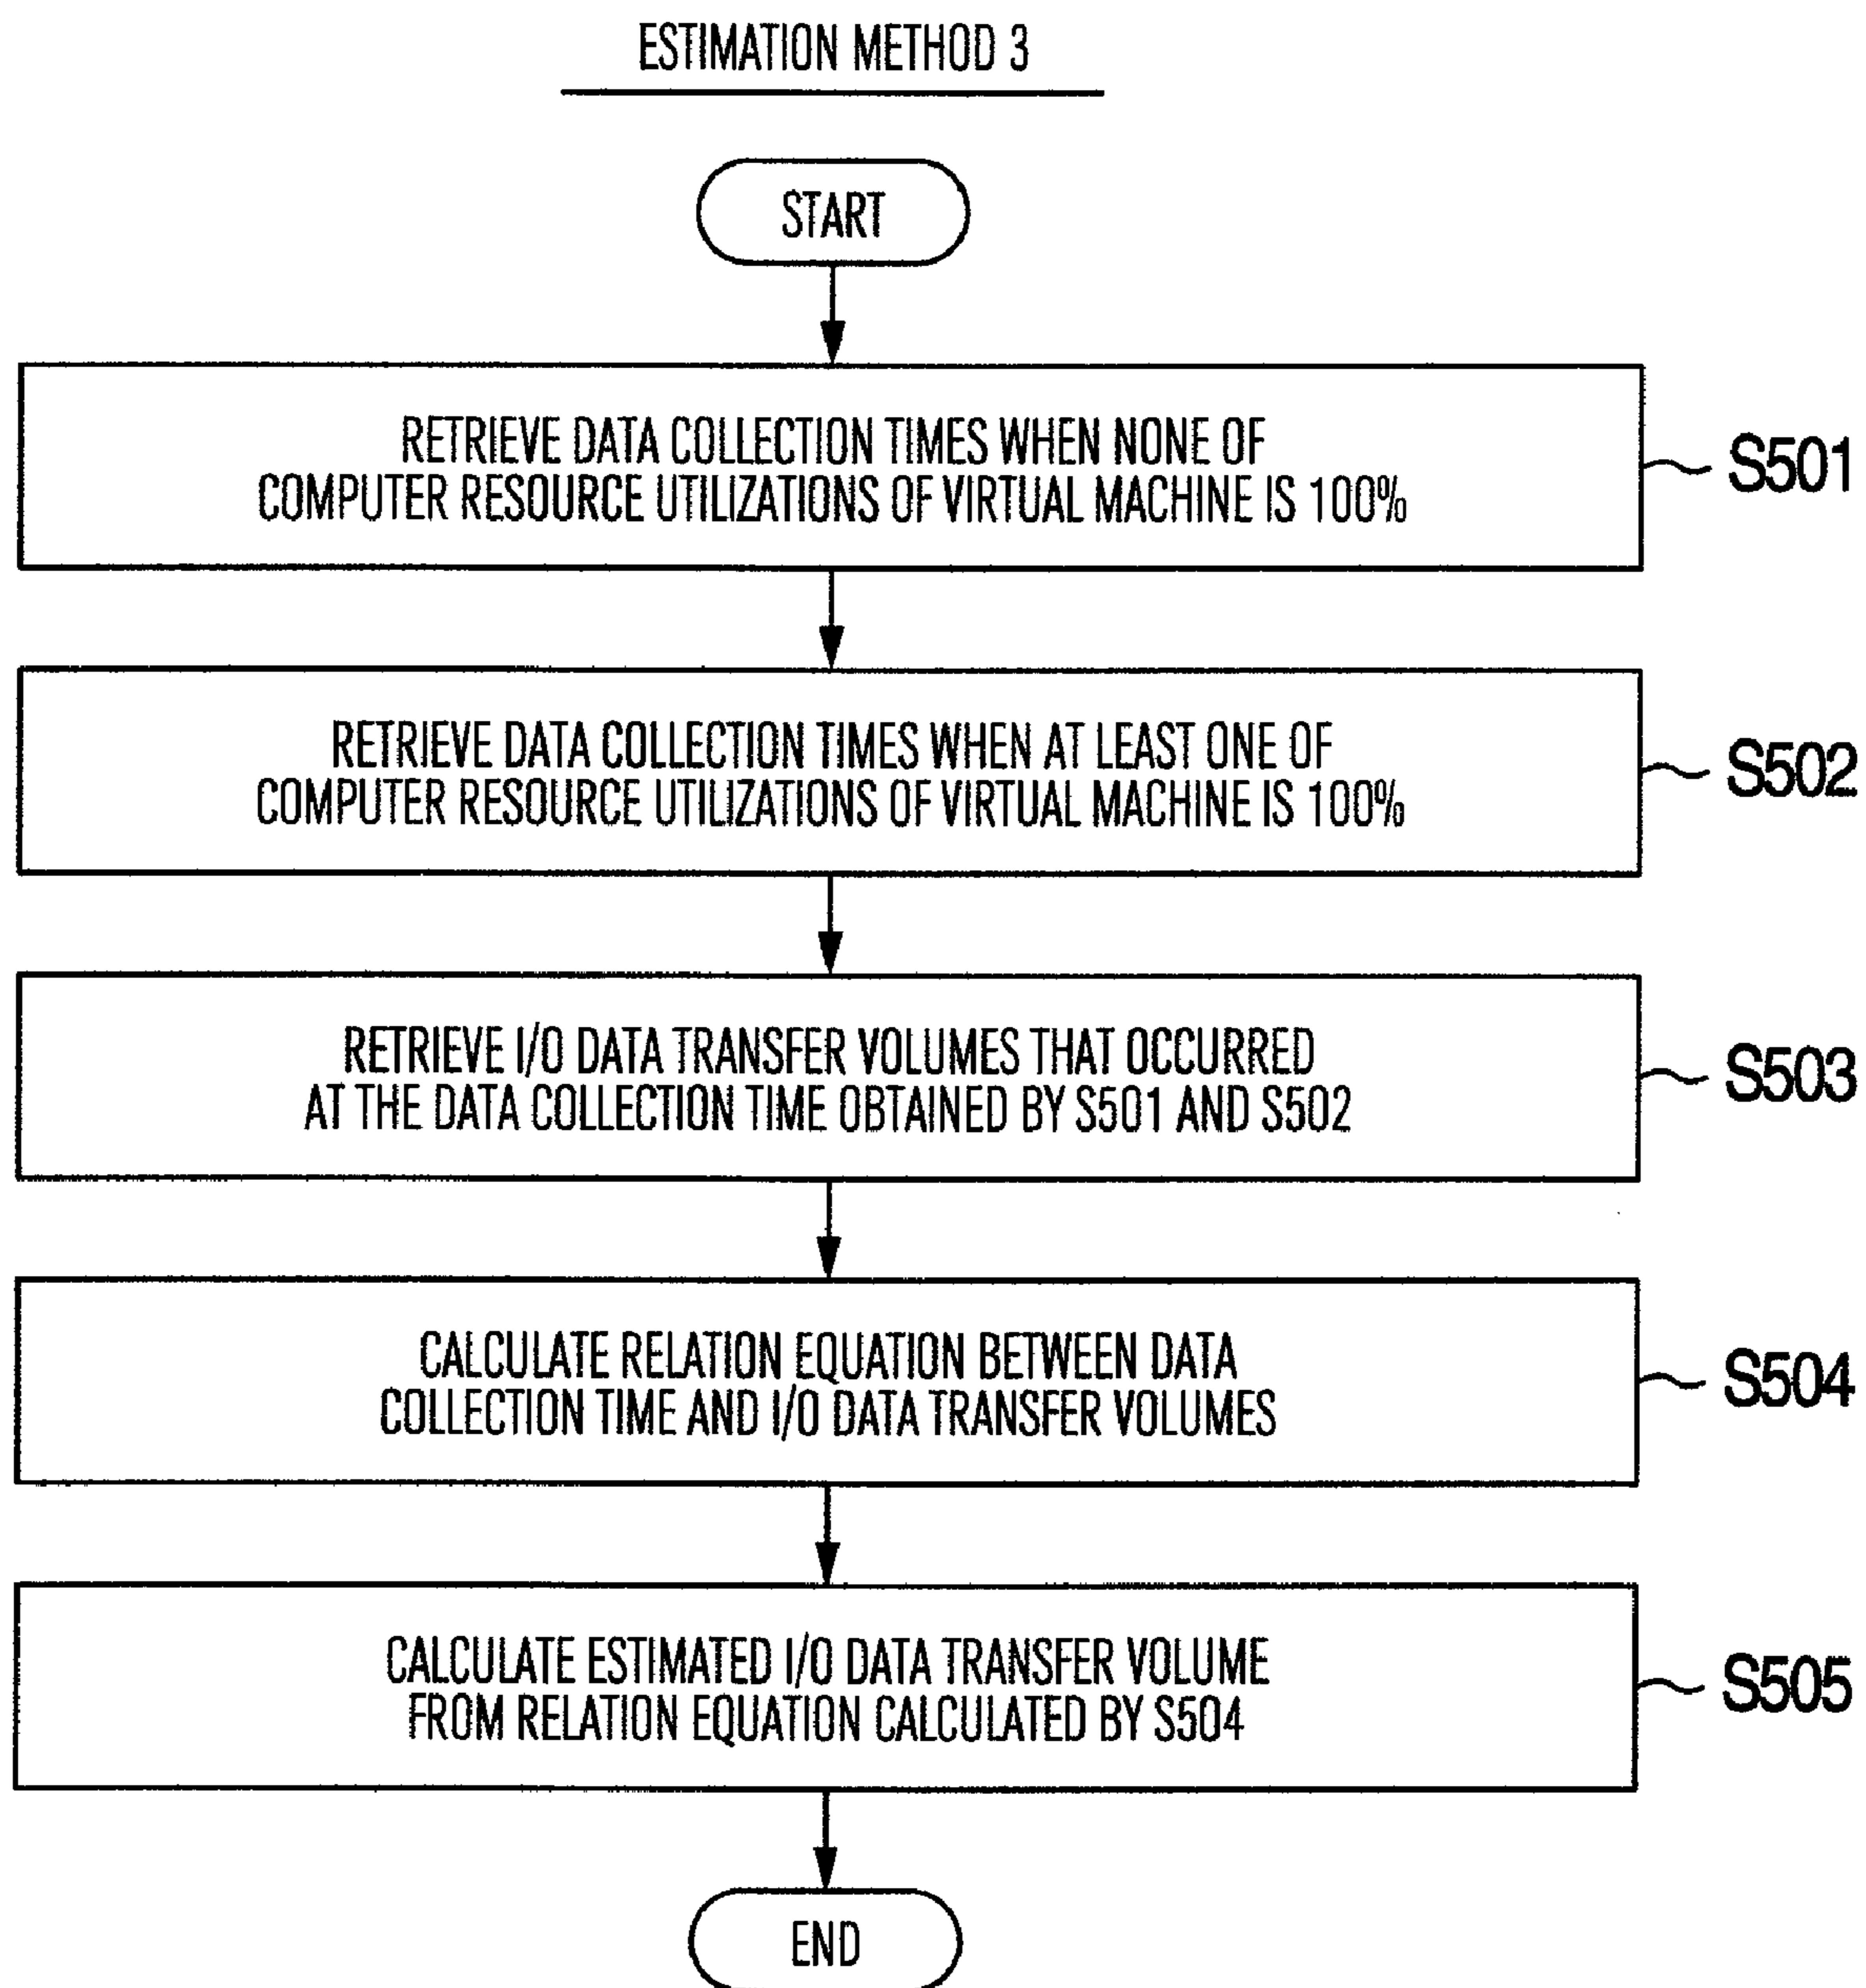 ESTIMATION METHOD 3
START
RETRIEVE DATA COLLECTION TIMES WHEN NONE OF
COMPUTER RESOURCE UTILIZATIONS OF VIRTUAL MACHINE IS 100%
S501
RETRIEVE DATA COLLECTION TIMES WHEN AT LEAST ONE OF
COMPUTER RESOURCE UTILIZATIONS OF VIRTUAL MACHINE IS 100%
S502
RETRIEVE I/O DATA TRANSFER VOLUMES THAT OCCURRED
AT THE DATA COLLECTION TIME OBTAINED BY S501 AND S502
S503
CALCULATE RELATION EQUATION BETWEEN DATA
COLLECTION TIME AND I/O DATA TRANSFER VOLUMES
S504
CALCULATE ESTIMATED I/O DATA TRANSFER VOLUME
FROM RELATION EQUATION CALCULATED BY S504
S505
END